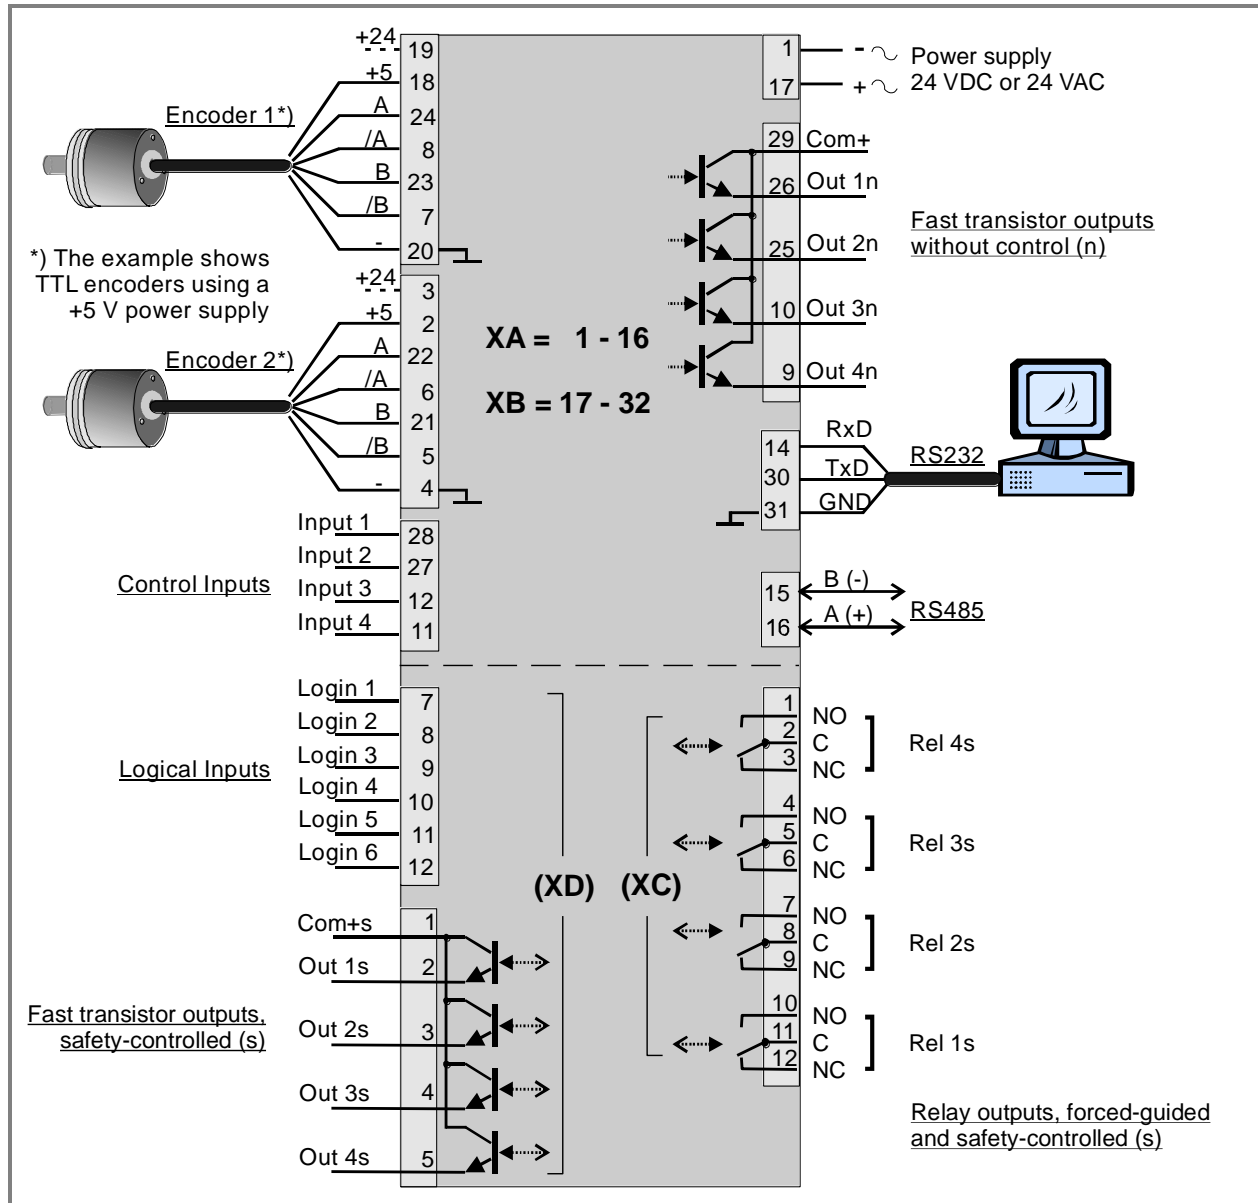 +24 19
+5 18
Encoder 1*)
A 24
/A 8
B 23
/B 7
- 20
*) The example shows
TTL encoders using a
+5 V power supply
+24 3
+5 2
Encoder 2*)
A 22
/A 6
B 21
/B 5
- 4
Control Inputs
Input 1 28
Input 2 27
Input 3 12
Input 4 11
XA = 1 - 16
XB = 17 - 32
1 -
17 +
Power supply
24 VDC or 24 VAC
29 Com+
26 Out 1n
25 Out 2n
10 Out 3n
9 Out 4n
Fast transistor outputs
without control (n)
14 RxD
30 TxD
31 GND
RS232
15 B (-)
16 A (+)
RS485
Logical Inputs
Login 1 7
Login 2 8
Login 3 9
Login 4 10
Login 5 11
Login 6 12
(XD) (XC)
Com+s 1
Out 1s 2
Out 2s 3
Out 3s 4
Out 4s 5
Fast transistor outputs,
safety-controlled (s)
1 NO
2 C
3 NC
Rel 4s
4 NO
5 C
6 NC
Rel 3s
7 NO
8 C
9 NC
Rel 2s
10 NO
11 C
12 NC
Rel 1s
Relay outputs, forced-guided
and safety-controlled (s)